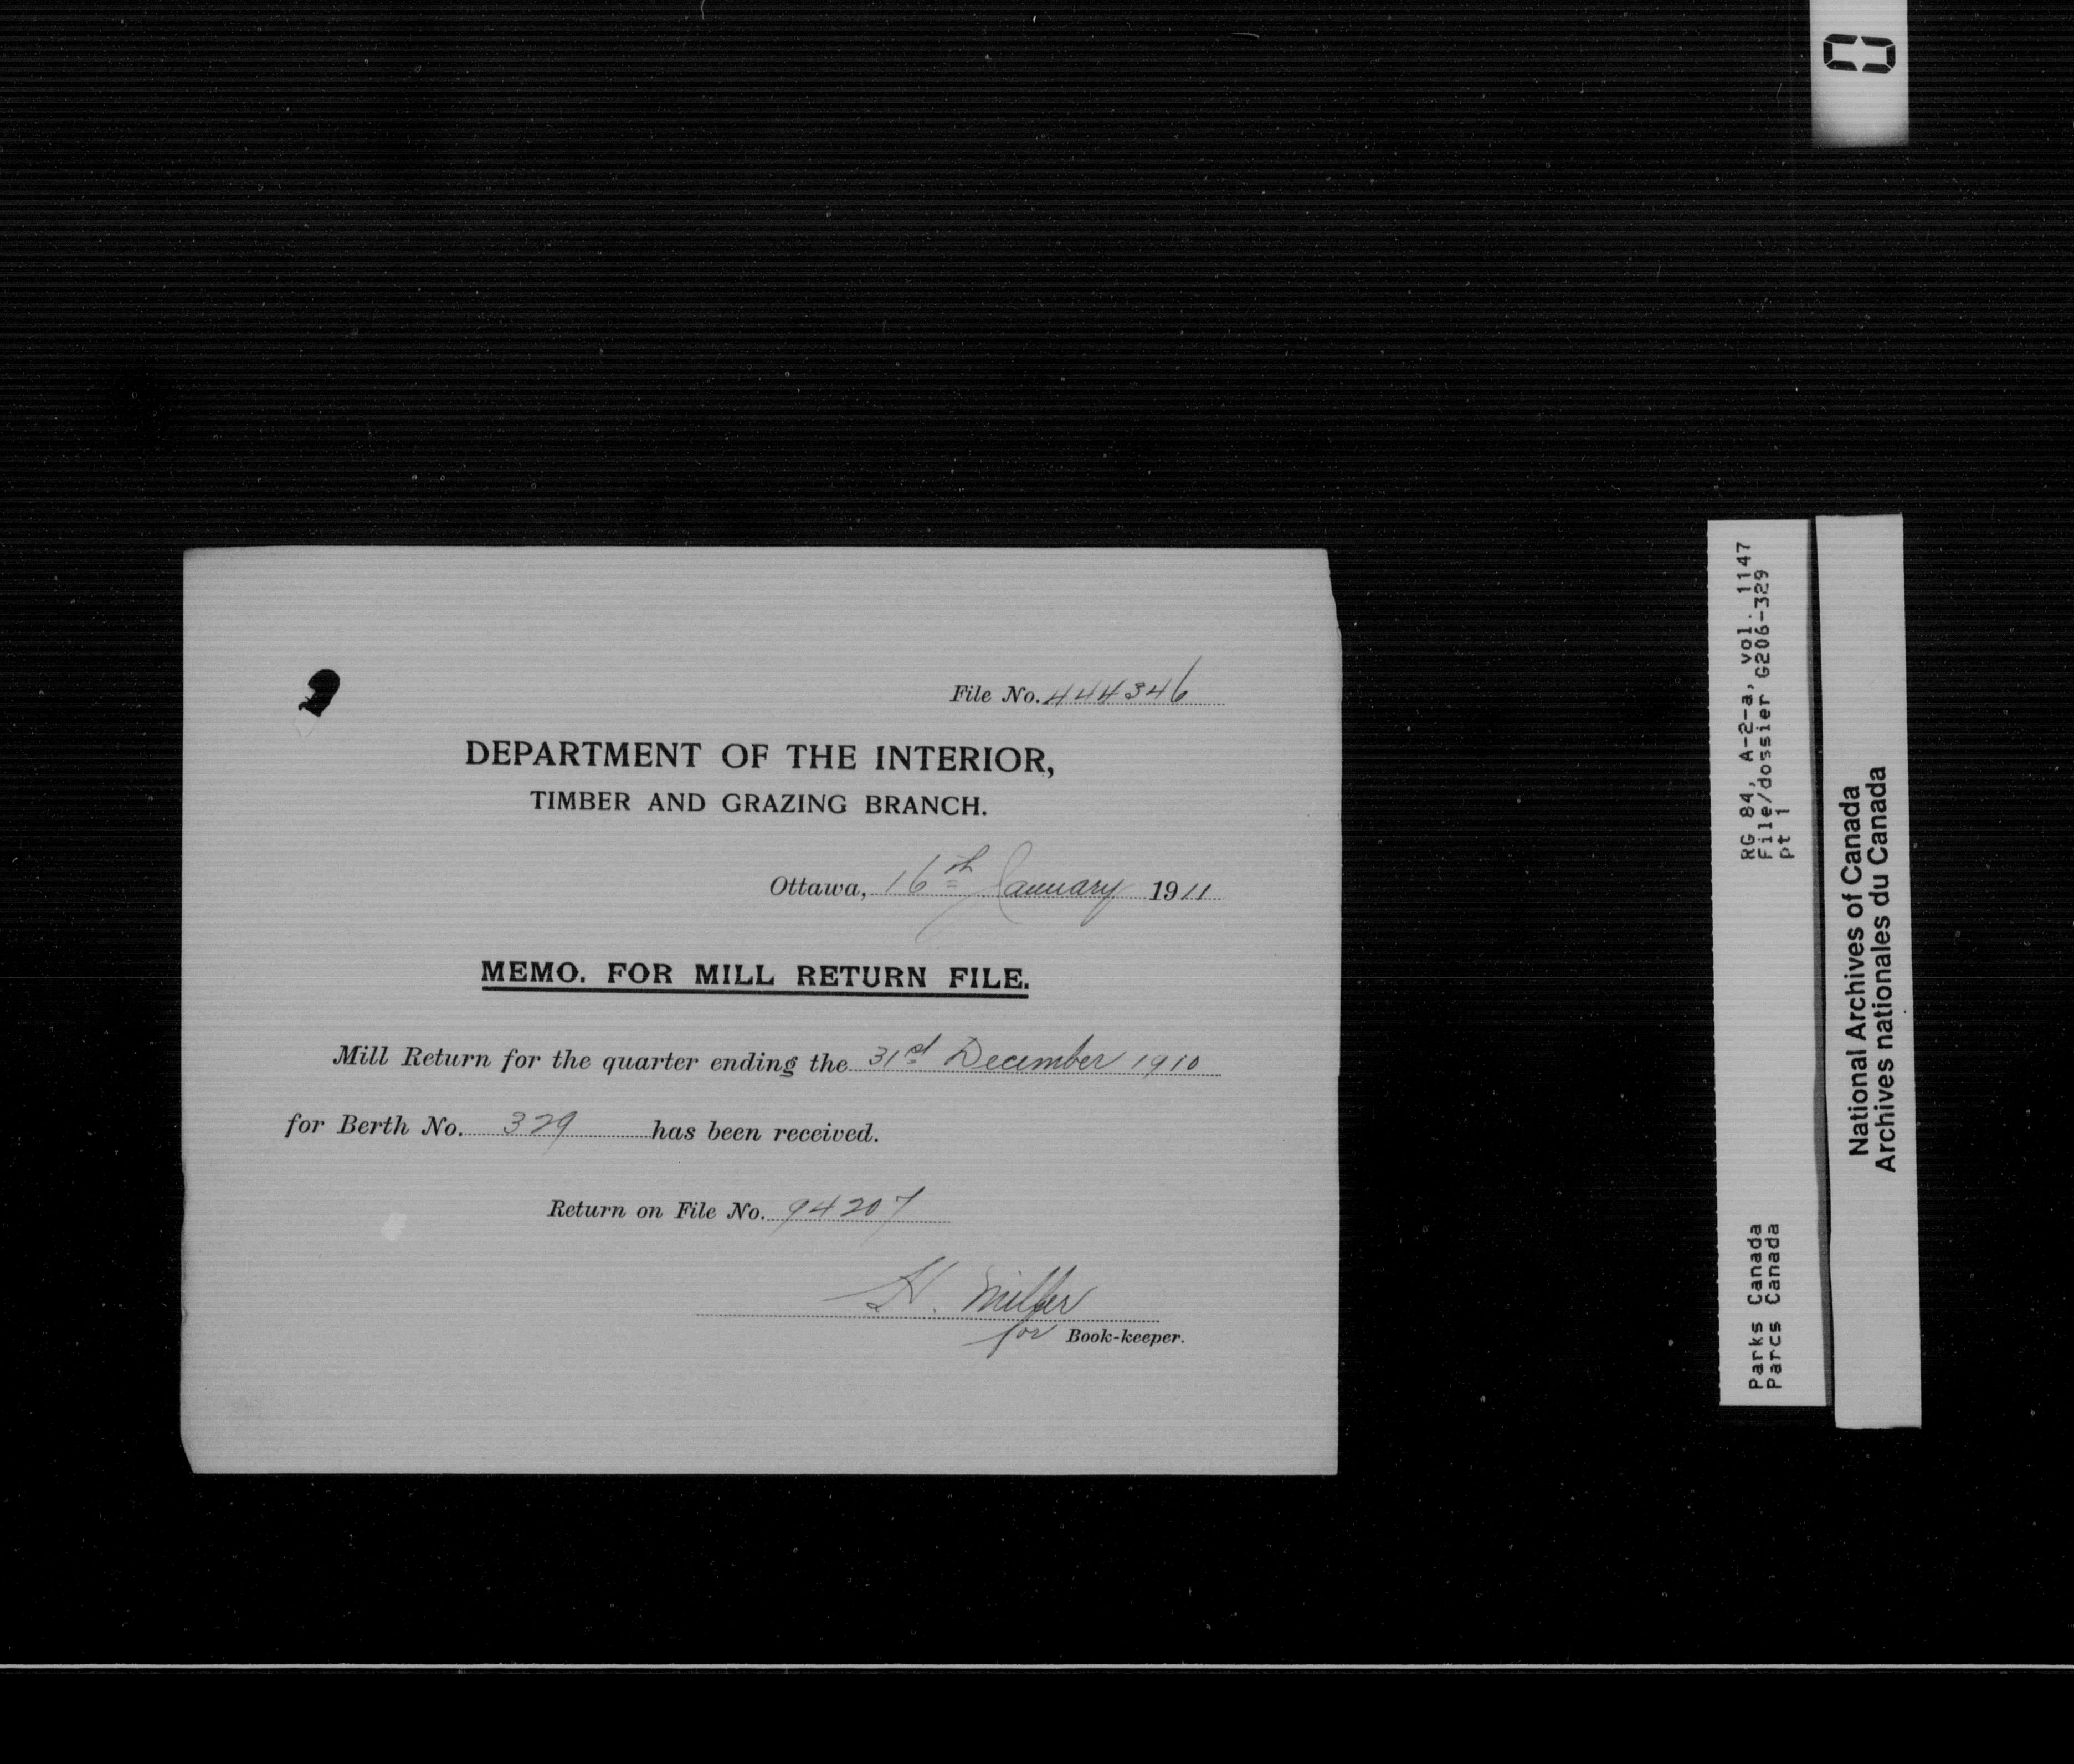 File No. 444346
DEPARTMENT OF THE INTERIOR,
TIMBER AND GRAZING BRANCH.
Ottawa, 16th January 1911
MEMO. FOR MILL RETURN FILE.
Mill Return for the quarter ending the 31st December 1910
for Berth No. 329 has been received.
Return on File No. 94207
H. Miller
for Book-keeper.
RG 84, A-2-a, vol. 1147
File/dossier G206-329
pt 1
Parks Canada
Parcs Canada
National Archives of Canada
Archives nationales du Canada
0